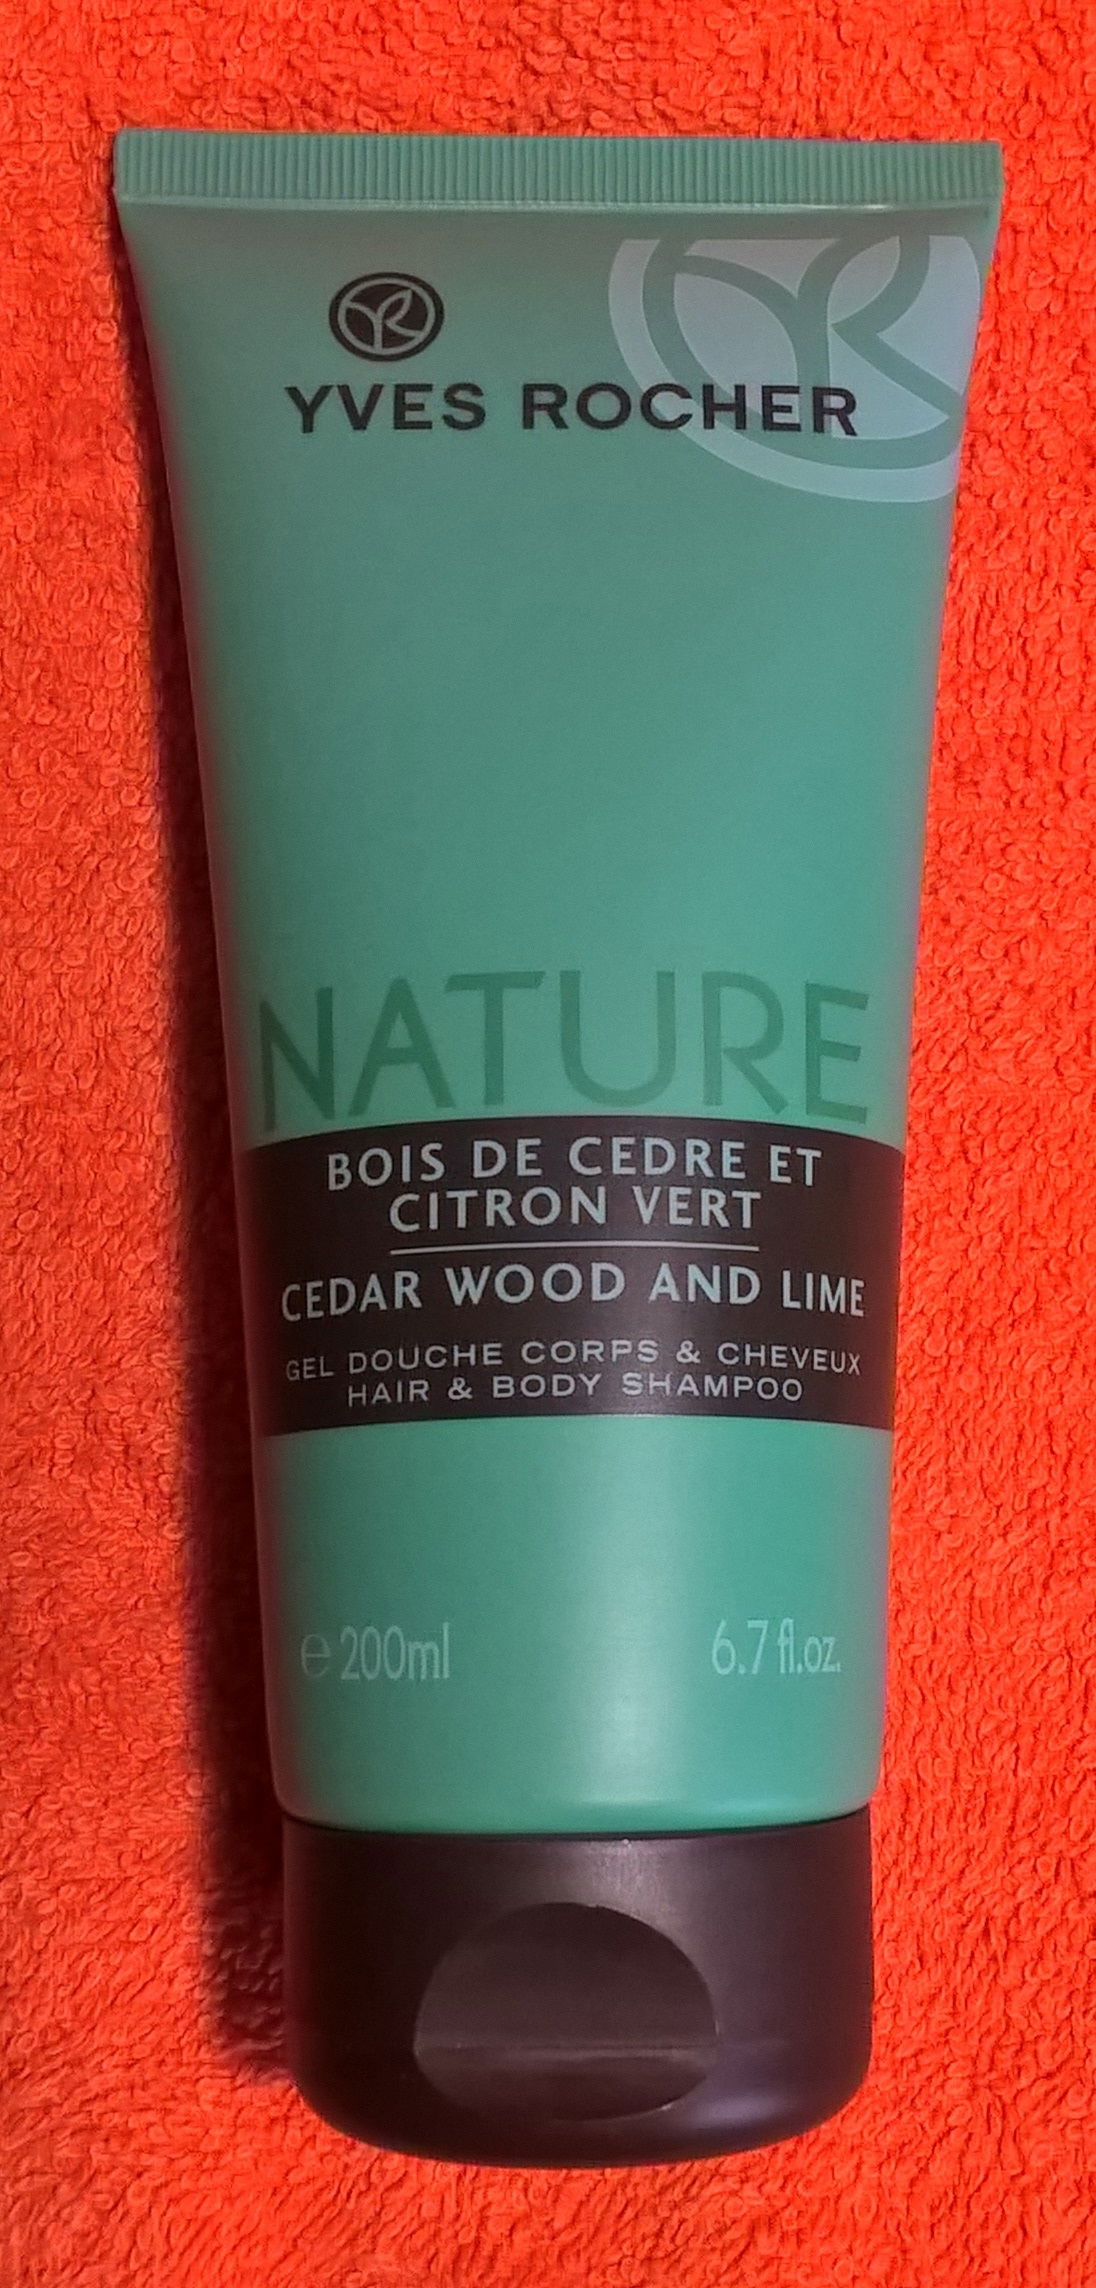 YVES ROCHER
NATURE
BOIS DE CEDRE ET
CITRON VERT
CEDAR WOOD AND LIME
GEL DOUCHE CORPS & CHEVEUX
HAIR & BODY SHAMPOO
℮ 200ml 6.7 fl.oz.